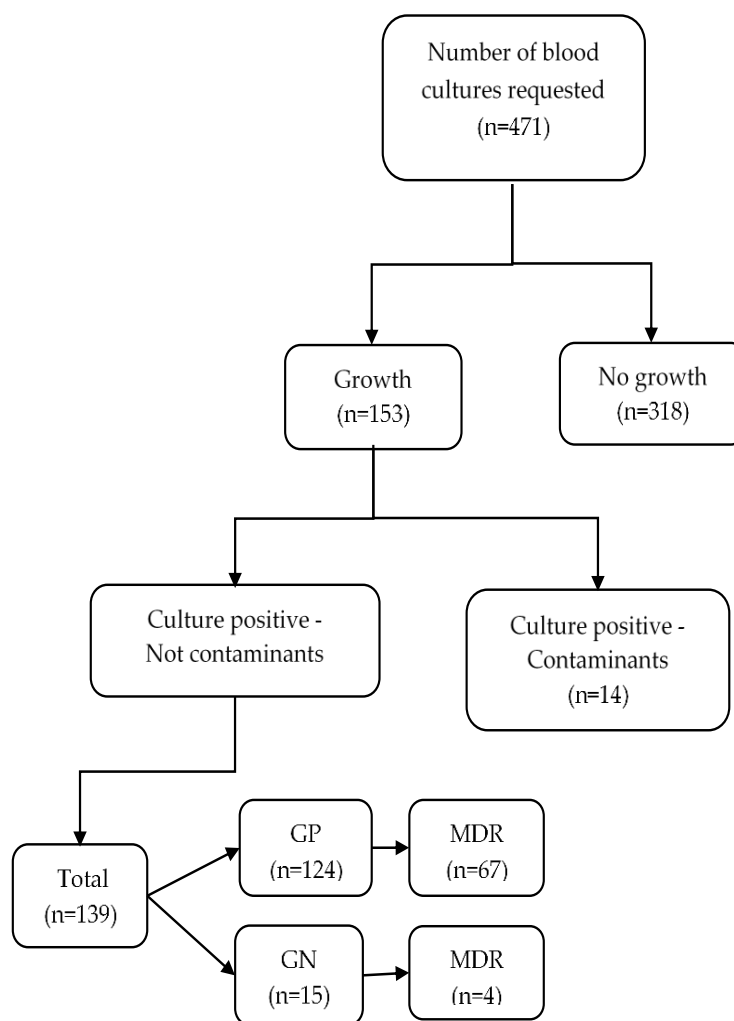 Number of blood
cultures requested
(n=471)
Growth
(n=153)
No growth
(n=318)
Culture positive -
Not contaminants
Culture positive -
Contaminants
(n=14)
Total
(n=139)
GP
(n=124)
MDR
(n=67)
GN
(n=15)
MDR
(n=4)